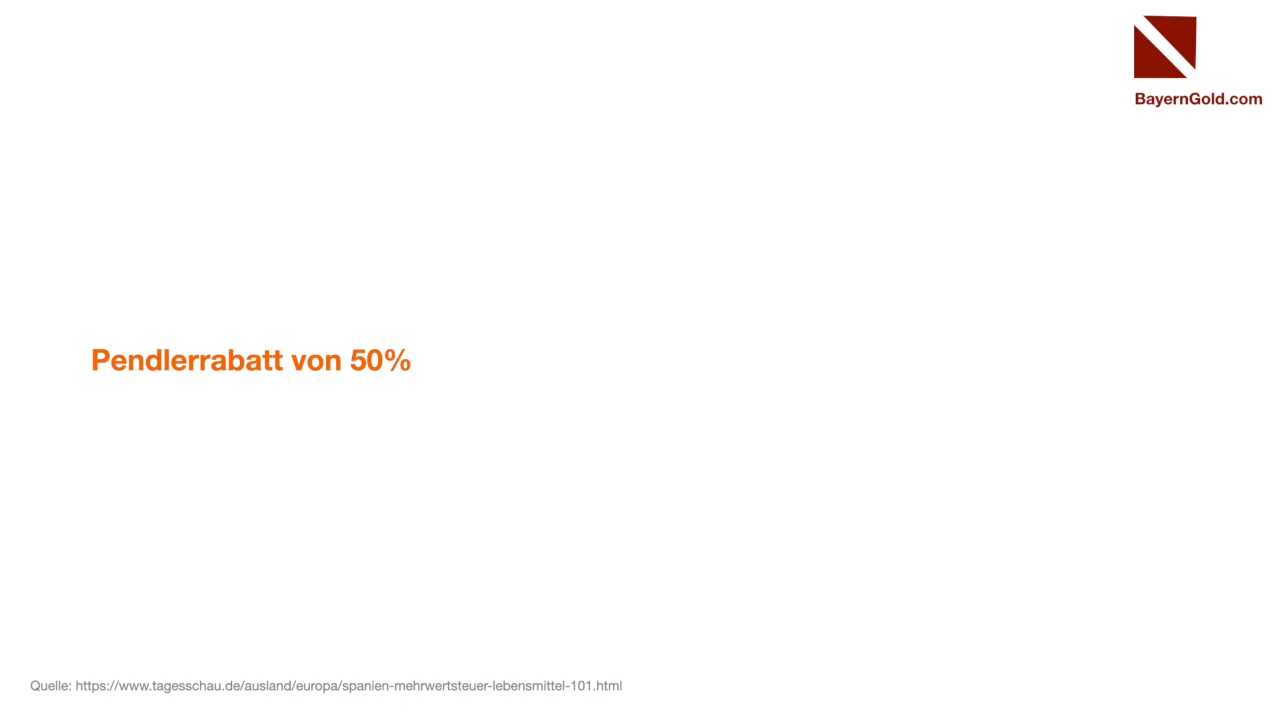 BayernGold.com
Pendlerrabatt von 50%
Quelle: https://www.tagesschau.de/ausland/europa/spanien-mehrwertsteuer-lebensmittel-101.html